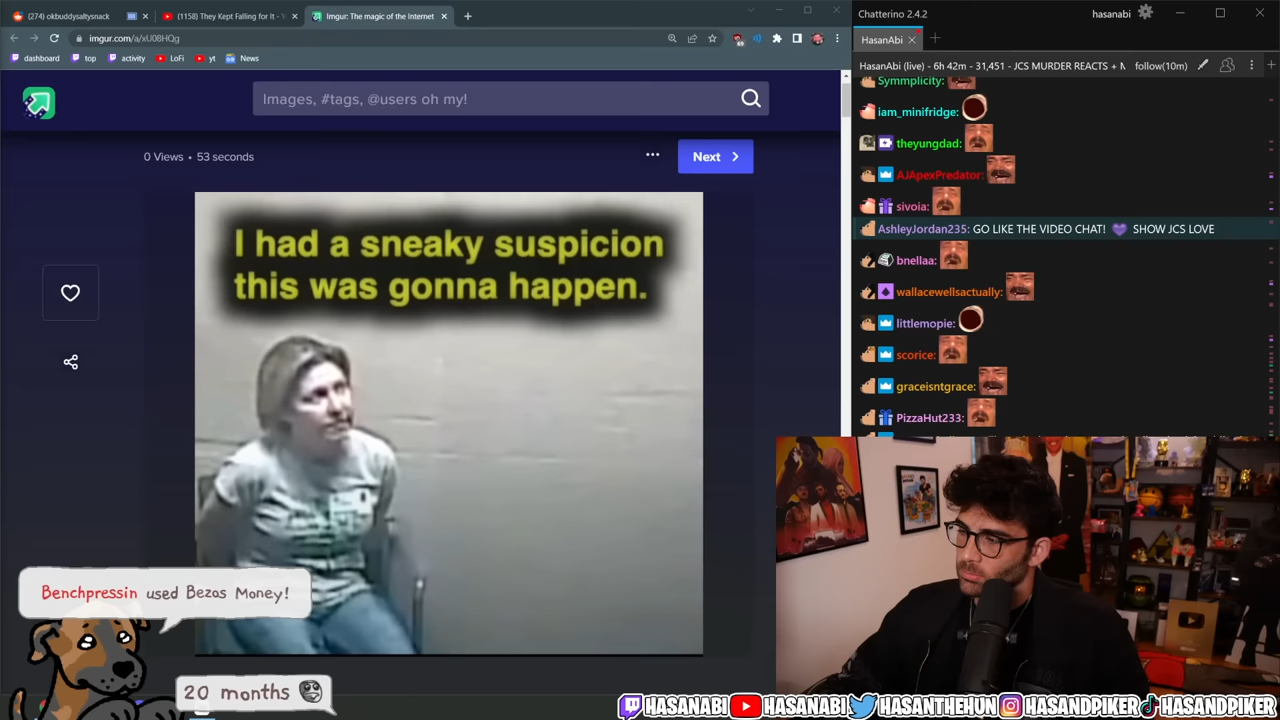 (274) okbuddysaltysnack
(1158) They Kept Falling for It - Y
Imgur: The magic of the Internet
imgur.com/a/xU08HQg
dashboard
top
activity
LoFi
yt
News
Images, #tags, @users oh my!
0 Views • 53 seconds
Next
I had a sneaky suspicion
this was gonna happen.
Benchpressin used Bezos Money!
20 months
Chatterino 2.4.2
hasanabi
HasanAbi
HasanAbi (live) - 6h 42m - 31,451 - JCS MURDER REACTS + N
follow(10m)
Symmplicity:
iam_minifridge:
theyungdad:
AJApexPredator:
sivoia:
AshleyJordan235: GO LIKE THE VIDEO CHAT! SHOW JCS LOVE
bnellaa:
wallacewellsactually:
littlemopie:
scorice:
graceisntgrace:
PizzaHut233:
HASANABI
HASANABI
HASANTHEHUN
HASANDPIKER
HASANDPIKER